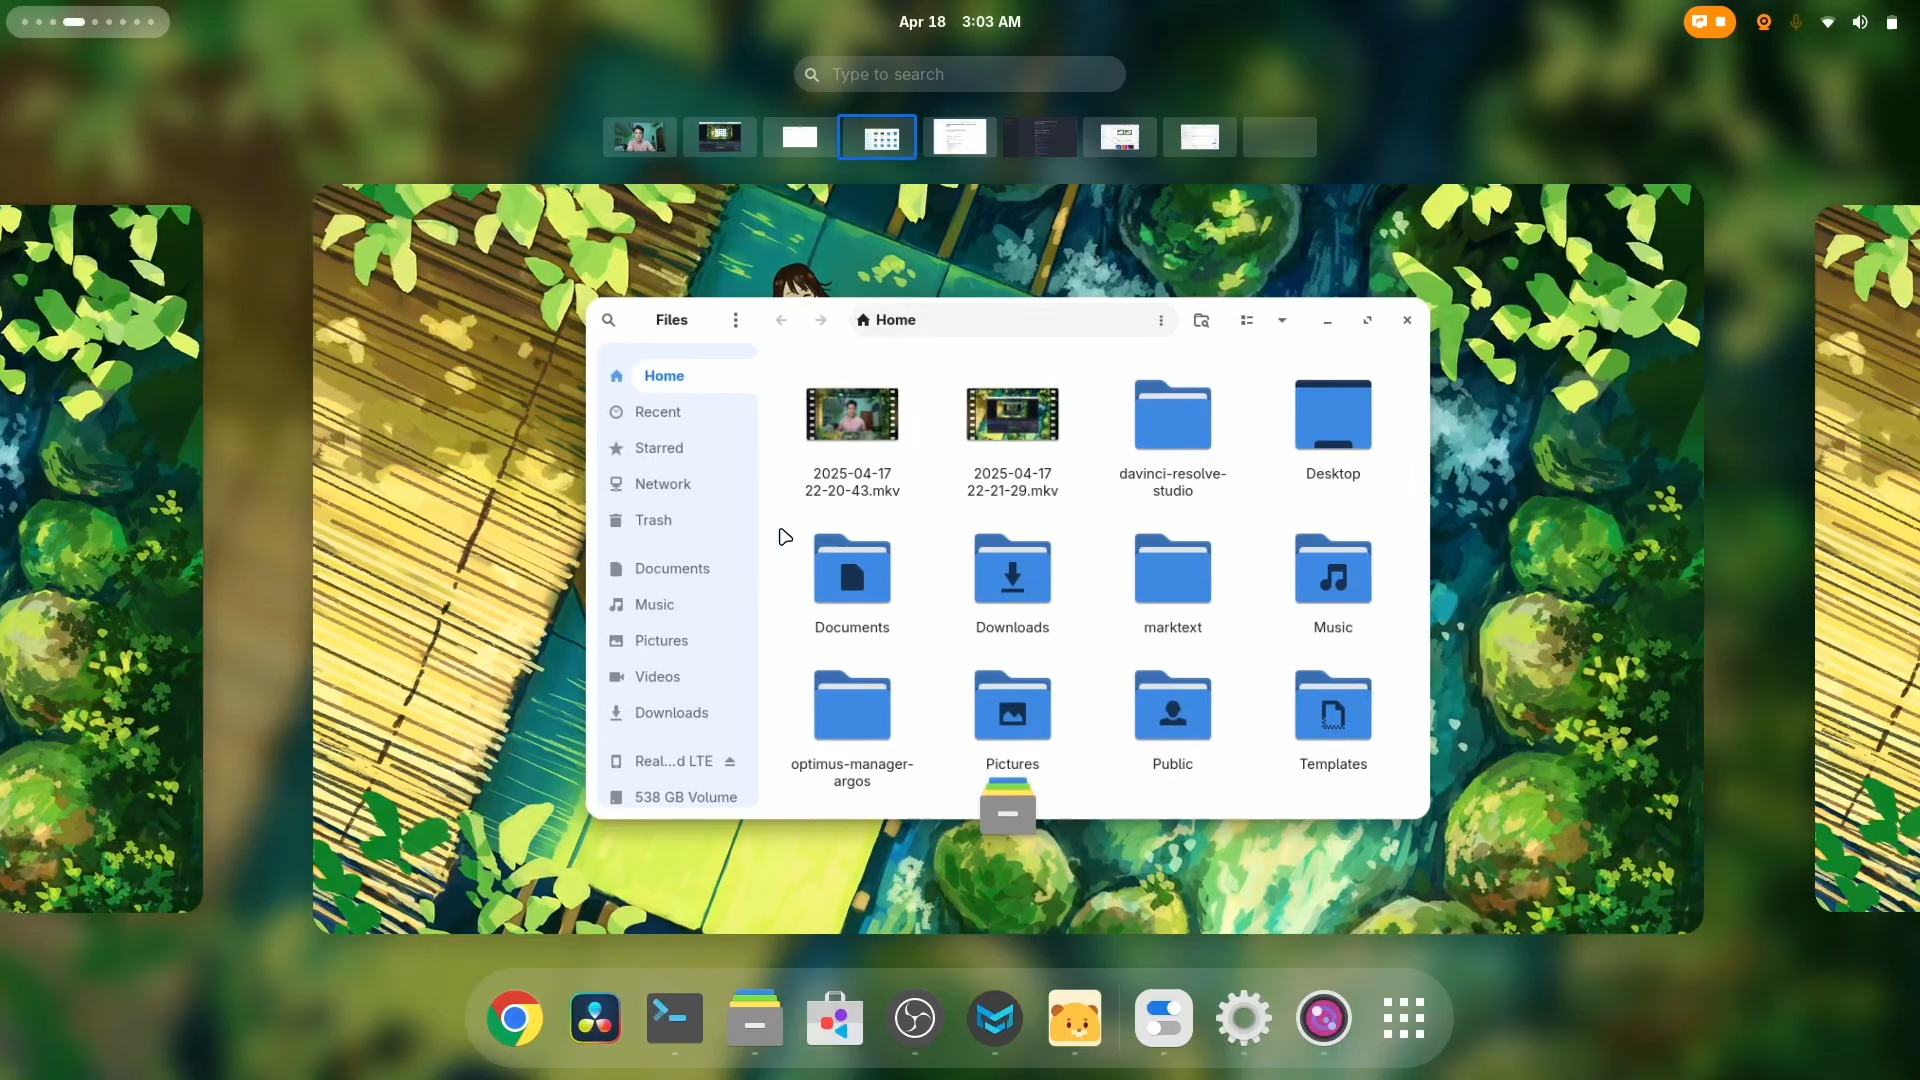 Apr 18 3:03 AM
Type to search
Files
Home
Home
Recent
Starred
Network
Trash
Documents
Music
Pictures
Videos
Downloads
Real...d LTE
538 GB Volume
2025-04-17
22-20-43.mkv
2025-04-17
22-21-29.mkv
davinci-resolve-
studio
Desktop
Documents
Downloads
marktext
Music
optimus-manager-
argos
Pictures
Public
Templates